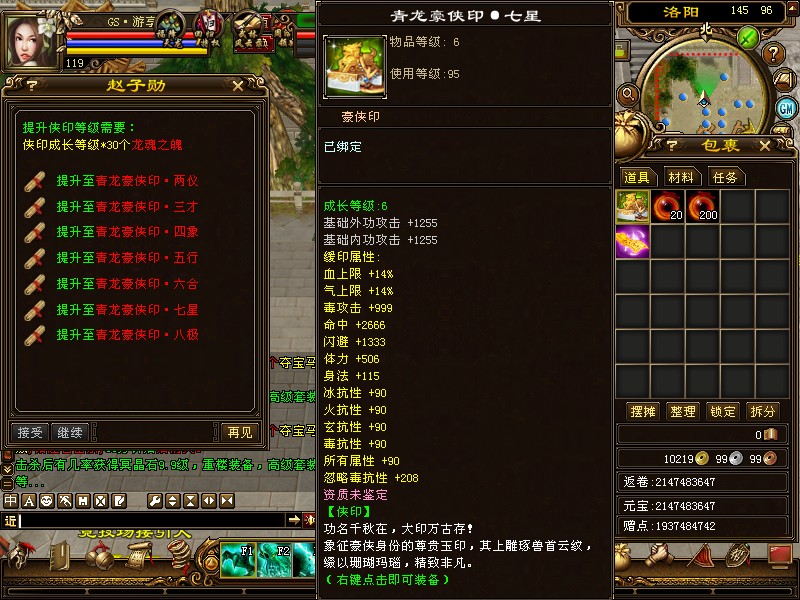 GS·游亨
119
赵子勋
提升侠印等级需要：
侠印成长等级*30个龙魂之魄
提升至青龙豪侠印·两仪
提升至青龙豪侠印·三才
提升至青龙豪侠印·四象
提升至青龙豪侠印·五行
提升至青龙豪侠印·六合
提升至青龙豪侠印·七星
提升至青龙豪侠印·八极
接受 继续 再见
个夺宝马
高级套装
个夺宝马
击杀后有几率获得冥晶石9.9级，重楼装备，高级套装
等...
中
近
竞技场接引人
F1 F2
青龙豪侠印●七星
物品等级: 6
使用等级:95
豪侠印
已绑定
成长等级:6
基础外功攻击 +1255
基础内功攻击 +1255
缓印属性:
血上限 +14%
气上限 +14%
毒攻击 +999
命中 +2666
闪避 +1333
体力 +506
身法 +115
冰抗性 +90
火抗性 +90
玄抗性 +90
毒抗性 +90
所有属性 +90
忽略毒抗性 +208
资质未鉴定
【侠印】
功名千秋在，大印万古存！
象征豪侠身份的尊贵玉印，其上雕琢兽首云纹，
缀以珊瑚玛瑙，精致非凡。
（右键点击即可装备）
洛阳 145 96
北
GM
包裹
道具 材料 任务
20 200
摆摊 整理 锁定 拆分
0
10219 99 99
返卷:2147483647
元宝:2147483647
赠点:1937484742